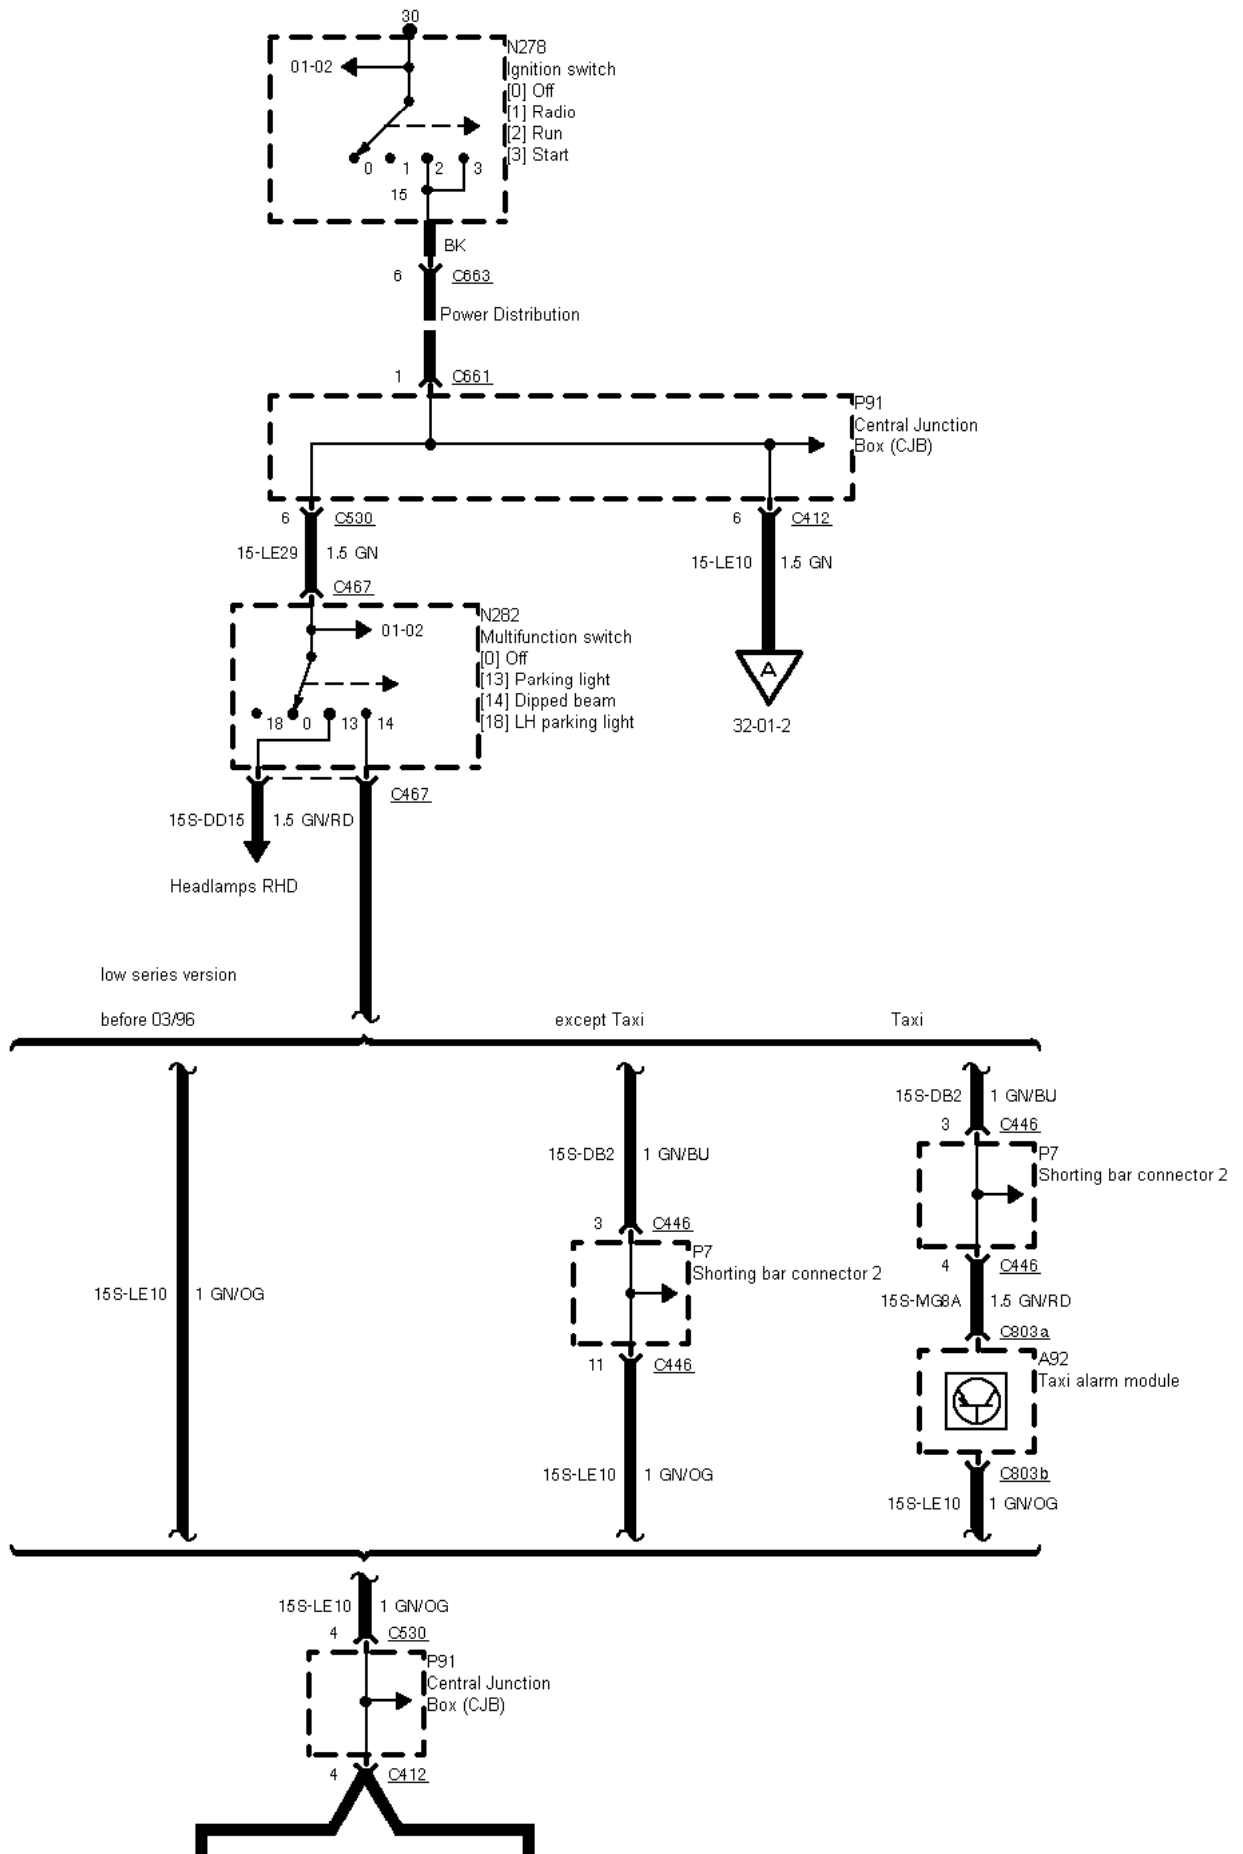 30
N278
01-02
Ignition switch
[0] Off
[1] Radio
[2] Run
[3] Start
0 1 2 3
15
BK
6 C663
Power Distribution
1 C661
P91
Central Junction
Box (CJB)
6 C530
6 C412
15-LE29 1.5 GN
15-LE10 1.5 GN
C467
N282
01-02
Multifunction switch
[0] Off
[13] Parking light
[14] Dipped beam
[18] LH parking light
A
18 0 13 14
32-01-2
C467
15S-DD15 1.5 GN/RD
Headlamps RHD
low series version
before 03/96
except Taxi
Taxi
15S-DB2 1 GN/BU
3 C446
P7
Shorting bar connector 2
15S-DB2 1 GN/BU
3 C446
P7
Shorting bar connector 2
4 C446
15S-LE10 1 GN/OG
15S-MG8A 1.5 GN/RD
C803a
A92
Taxi alarm module
11 C446
15S-LE10 1 GN/OG
C803b
15S-LE10 1 GN/OG
15S-LE10 1 GN/OG
4 C530
P91
Central Junction
Box (CJB)
4 C412